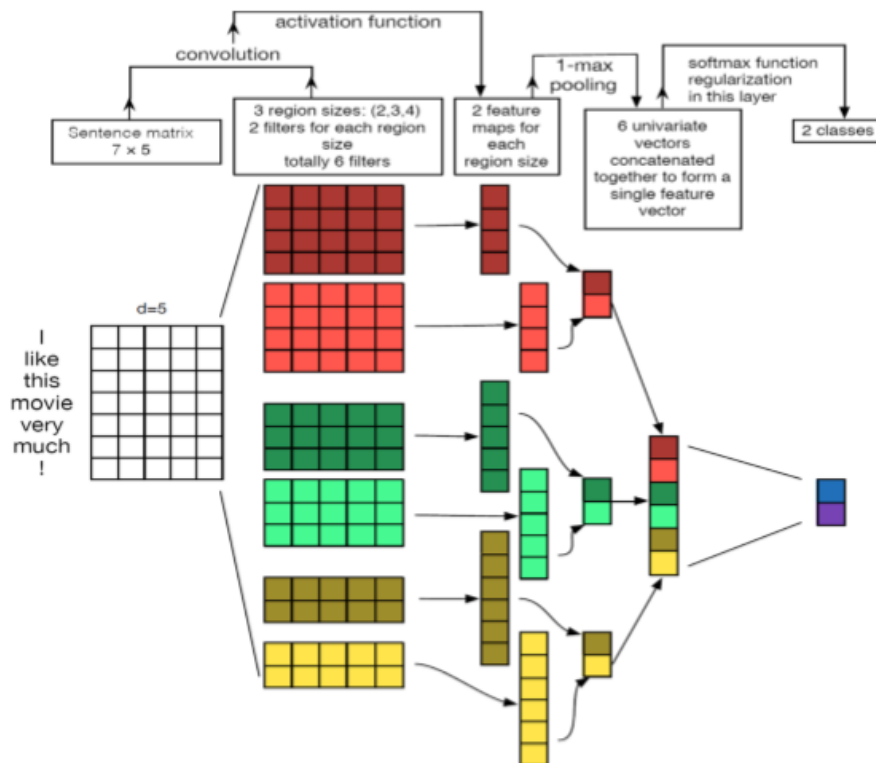 activation function
convolution
1-max
pooling
softmax function
regularization
in this layer
Sentence matrix
7 × 5
3 region sizes: (2,3,4)
2 filters for each region
size
totally 6 filters
2 feature
maps for
each
region size
6 univariate
vectors
concatenated
together to form a
single feature
vector
2 classes
d=5
I
like
this
movie
very
much
!